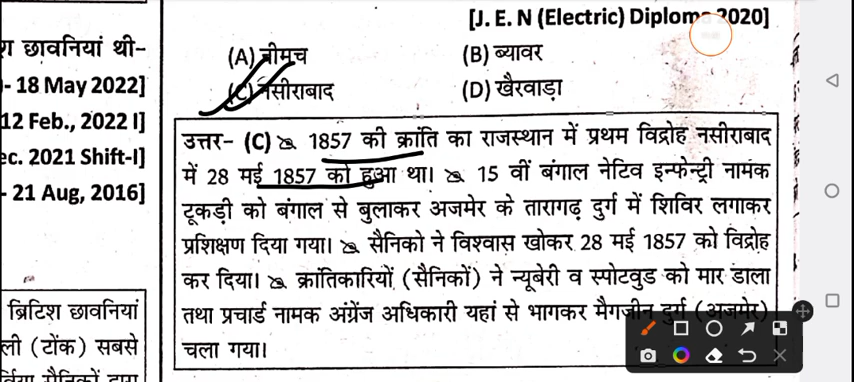 [J. E. N (Electric) Diploma 2020]
(A) नीमच (B) ब्यावर
(C) नसीराबाद (D) खैरवाड़ा
उत्तर– (C) 1857 की क्रांति का राजस्थान में प्रथम विद्रोह नसीराबाद
में 28 मई 1857 को हुआ था। 15 वीं बंगाल नेटिव इन्फेन्ट्री नामक
टूकड़ी को बंगाल से बुलाकर अजमेर के तारागढ़ दुर्ग में शिविर लगाकर
प्रशिक्षण दिया गया। सैनिको ने विश्वास खोकर 28 मई 1857 को विद्रोह
कर दिया। क्रांतिकारियों (सैनिकों) ने न्यूबेरी व स्पोटवुड को मार डाला
तथा प्रचार्ड नामक अंग्रेंज अधिकारी यहां से भागकर मैगजीन दुर्ग (अजमेर)
चला गया।
छावनियां थी–
- 18 May 2022]
12 Feb., 2022 I]
ec. 2021 Shift-I]
- 21 Aug, 2016]
ब्रिटिश छावनियां
ली (टोंक) सबसे